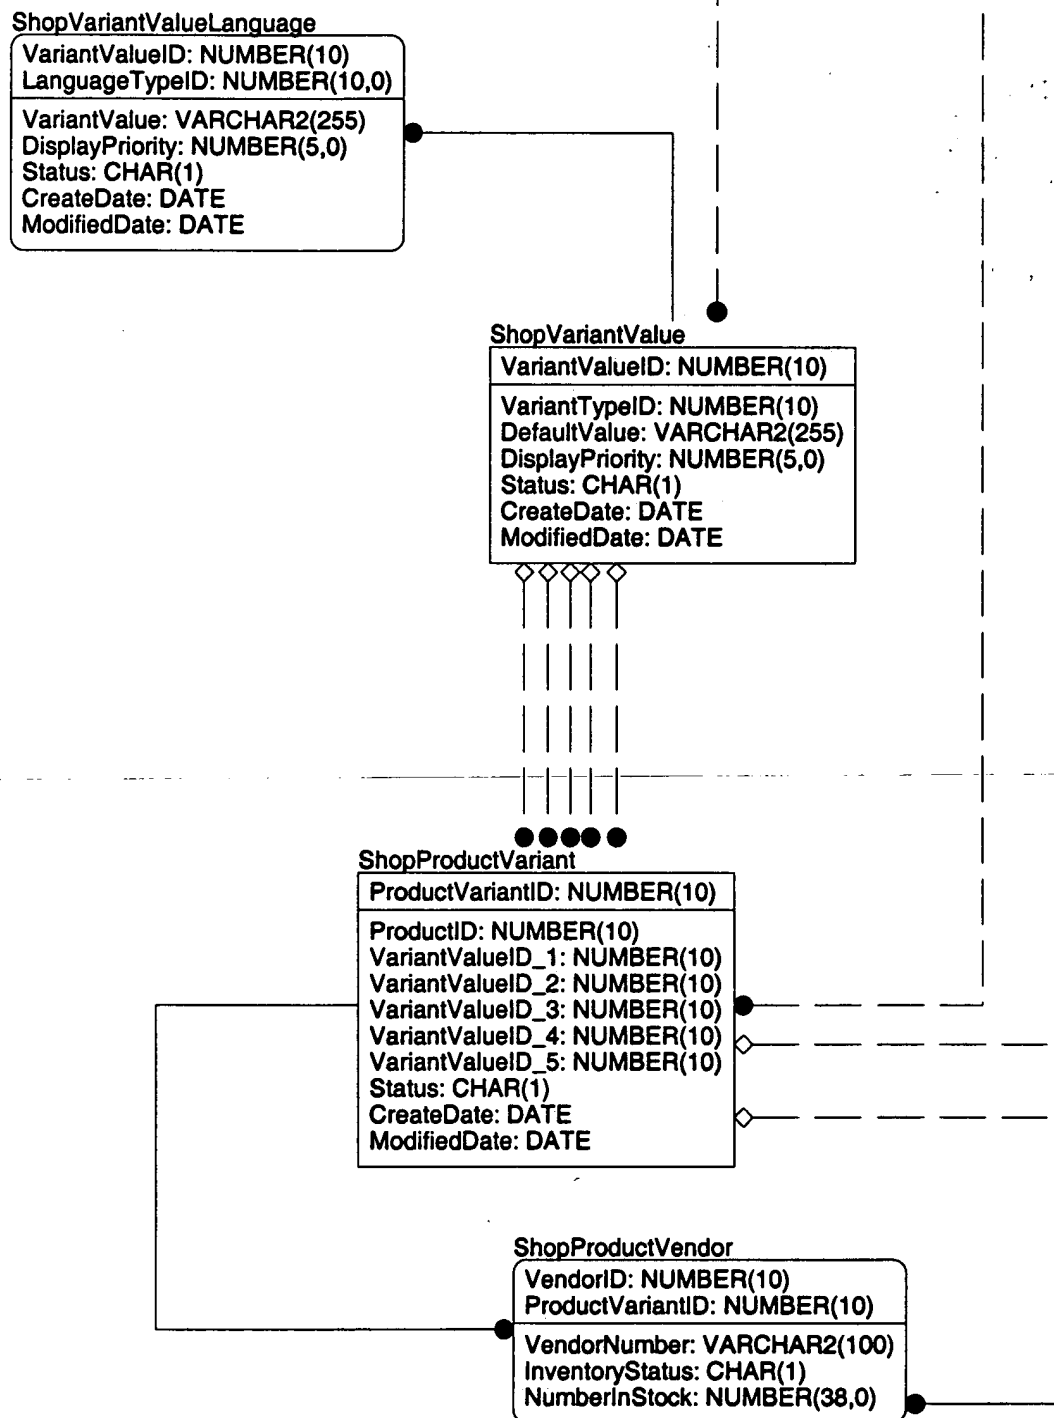 ShopVariantValueLanguage
VariantValueID: NUMBER(10)
LanguageTypeID: NUMBER(10,0)
VariantValue: VARCHAR2(255)
DisplayPriority: NUMBER(5,0)
Status: CHAR(1)
CreateDate: DATE
ModifiedDate: DATE
ShopVariantValue
VariantValueID: NUMBER(10)
VariantTypeID: NUMBER(10)
DefaultValue: VARCHAR2(255)
DisplayPriority: NUMBER(5,0)
Status: CHAR(1)
CreateDate: DATE
ModifiedDate: DATE
ShopProductVariant
ProductVariantID: NUMBER(10)
ProductID: NUMBER(10)
VariantValueID_1: NUMBER(10)
VariantValueID_2: NUMBER(10)
VariantValueID_3: NUMBER(10)
VariantValueID_4: NUMBER(10)
VariantValueID_5: NUMBER(10)
Status: CHAR(1)
CreateDate: DATE
ModifiedDate: DATE
ShopProductVendor
VendorID: NUMBER(10)
ProductVariantID: NUMBER(10)
VendorNumber: VARCHAR2(100)
InventoryStatus: CHAR(1)
NumberInStock: NUMBER(38,0)